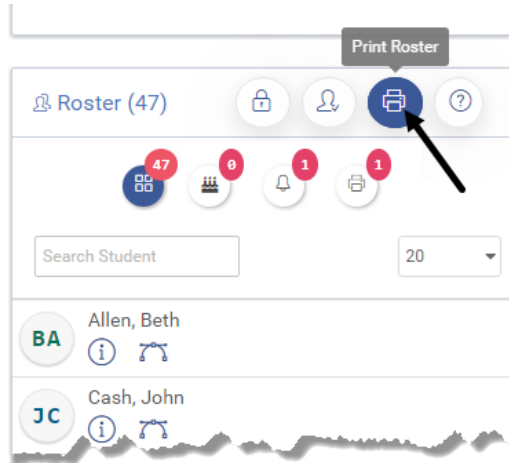 Print Roster
Roster (47)
47
0
1
1
Search Student
20
BA
Allen, Beth
JC
Cash, John